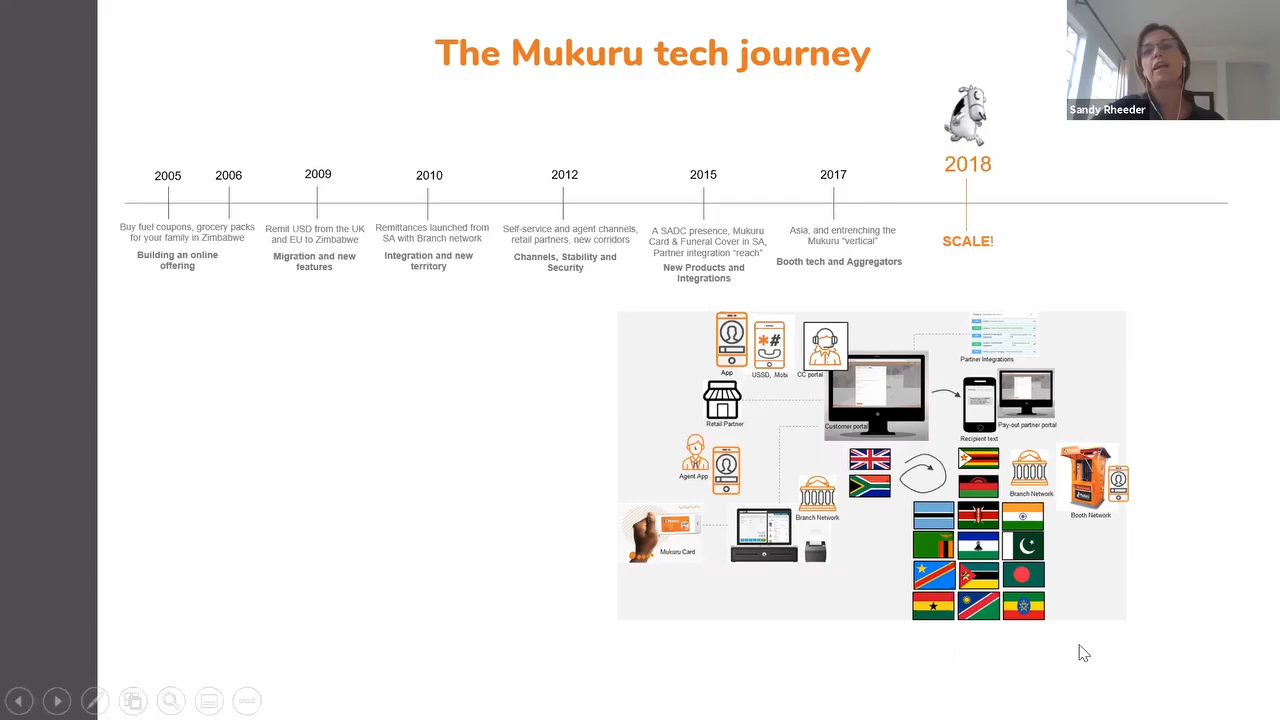 The Mukuru tech journey
Sandy Rheeder
2005
2006
2009
2010
2012
2015
2017
2018
Buy fuel coupons, grocery packs
for your family in Zimbabwe
Building an online
offering
Remit USD from the UK
and EU to Zimbabwe
Migration and new
features
Remittances launched from
SA with Branch network
Integration and new
territory
Self-service and agent channels,
retail partners, new corridors
Channels, Stability and
Security
A SADC presence, Mukuru
Card & Funeral Cover in SA,
Partner integration “reach”
New Products and
Integrations
Asia, and entrenching the
Mukuru “vertical”
Booth tech and Aggregators
SCALE!
App
*#
USSD, .Mobi
CC portal
Partner Integrations
Retail Partner
Customer portal
Recipient text
Pay-out partner portal
Agent App
Branch Network
Branch Network
Booth Network
Mukuru Card